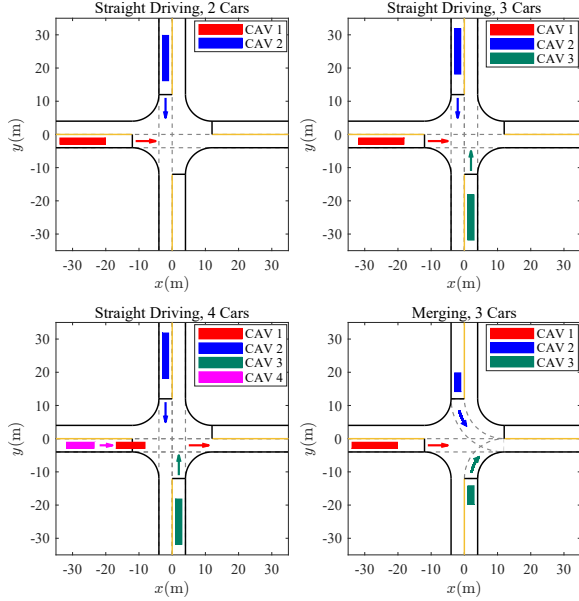 Straight Driving, 2 Cars
CAV 1
CAV 2
30
20
10
0
-10
-20
-30
y(m)
-30 -20 -10 0 10 20 30
x(m)
Straight Driving, 3 Cars
CAV 1
CAV 2
CAV 3
30
20
10
0
-10
-20
-30
y(m)
-30 -20 -10 0 10 20 30
x(m)
Straight Driving, 4 Cars
CAV 1
CAV 2
CAV 3
CAV 4
30
20
10
0
-10
-20
-30
y(m)
-30 -20 -10 0 10 20 30
x(m)
Merging, 3 Cars
CAV 1
CAV 2
CAV 3
30
20
10
0
-10
-20
-30
y(m)
-30 -20 -10 0 10 20 30
x(m)